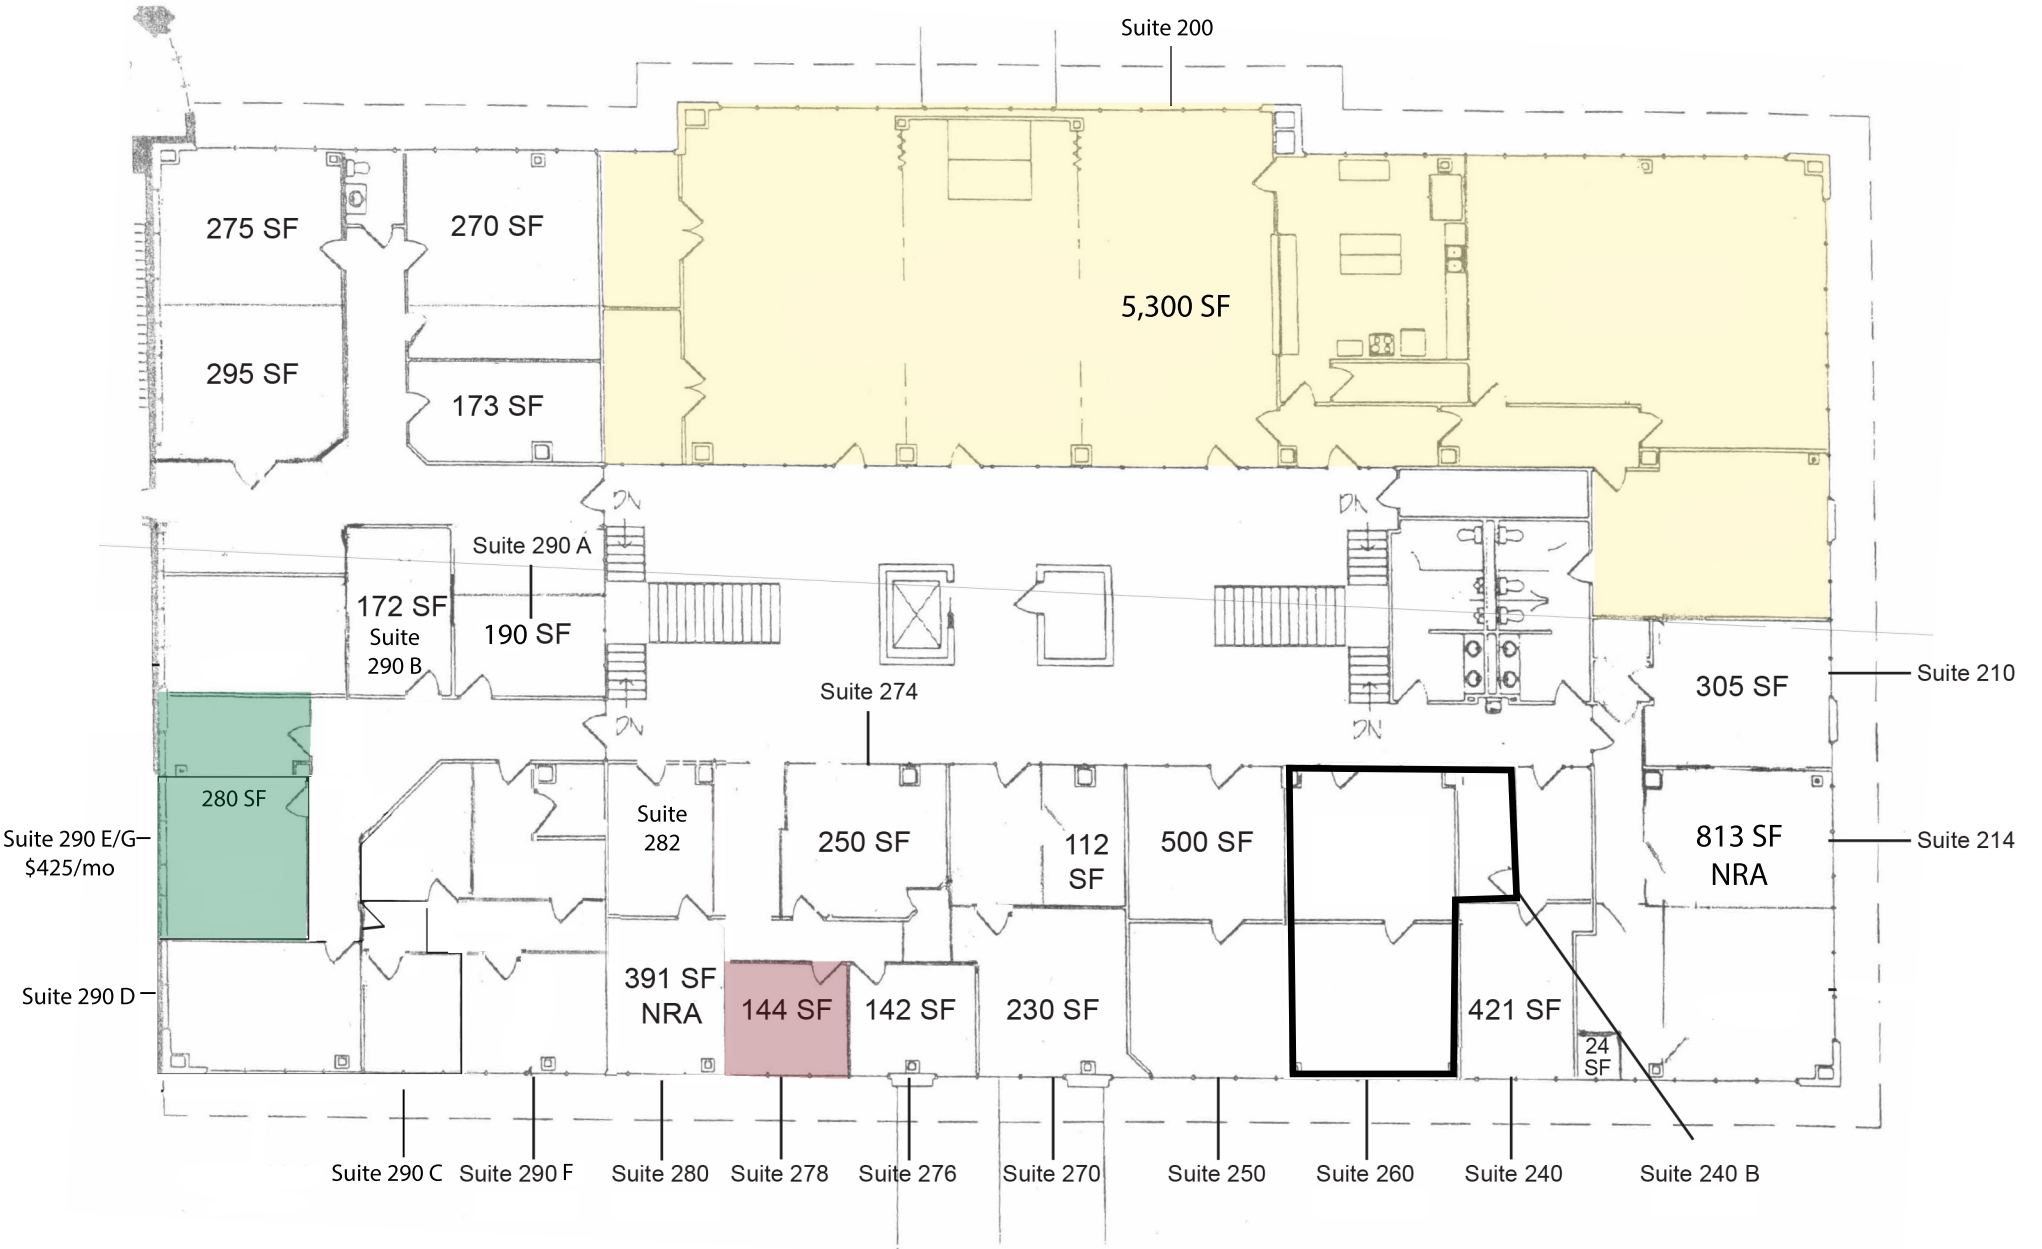 Suite 200
275 SF
270 SF
5,300 SF
295 SF
173 SF
DN
DN
Suite 290 A
172 SF
Suite
290 B
190 SF
Suite 274
DN
DN
305 SF
Suite 210
280 SF
Suite 290 E/G
$425/mo
Suite
282
250 SF
112
SF
500 SF
813 SF
NRA
Suite 214
Suite 290 D
391 SF
NRA
144 SF
142 SF
230 SF
421 SF
24
SF
Suite 290 C
Suite 290 F
Suite 280
Suite 278
Suite 276
Suite 270
Suite 250
Suite 260
Suite 240
Suite 240 B